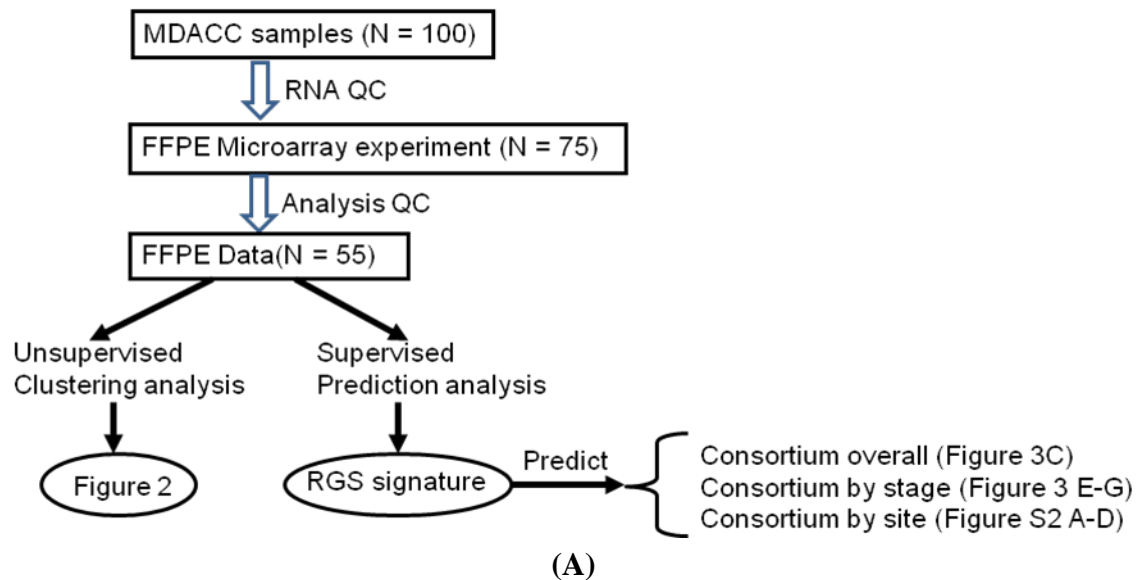 MDACC samples (N = 100)
RNA QC
FFPE Microarray experiment (N = 75)
Analysis QC
FFPE Data(N = 55)
Unsupervised
Clustering analysis
Supervised
Prediction analysis
Figure 2
RGS signature
Predict
Consortium overall (Figure 3C)
Consortium by stage (Figure 3 E-G)
Consortium by site (Figure S2 A-D)
(A)